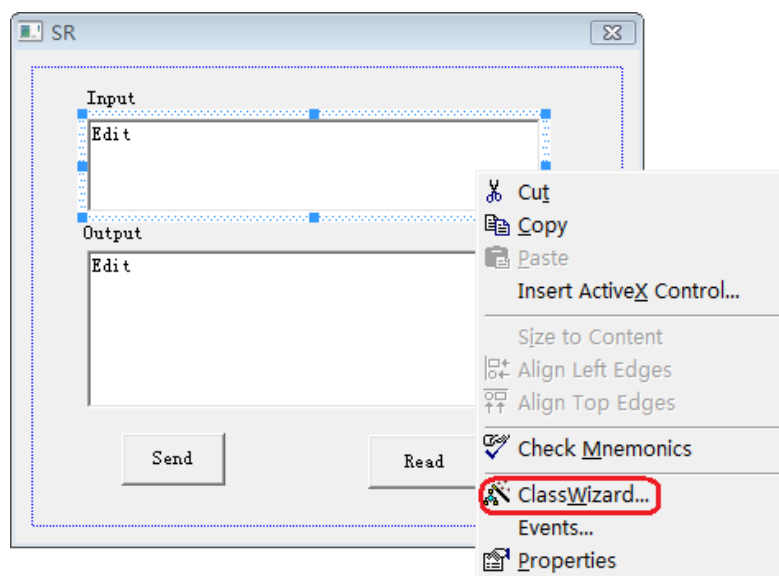 SR
Input
Edit
Output
Edit
Send
Read
Cut
Copy
Paste
Insert ActiveX Control...
Size to Content
Align Left Edges
Align Top Edges
Check Mnemonics
ClassWizard...
Events...
Properties